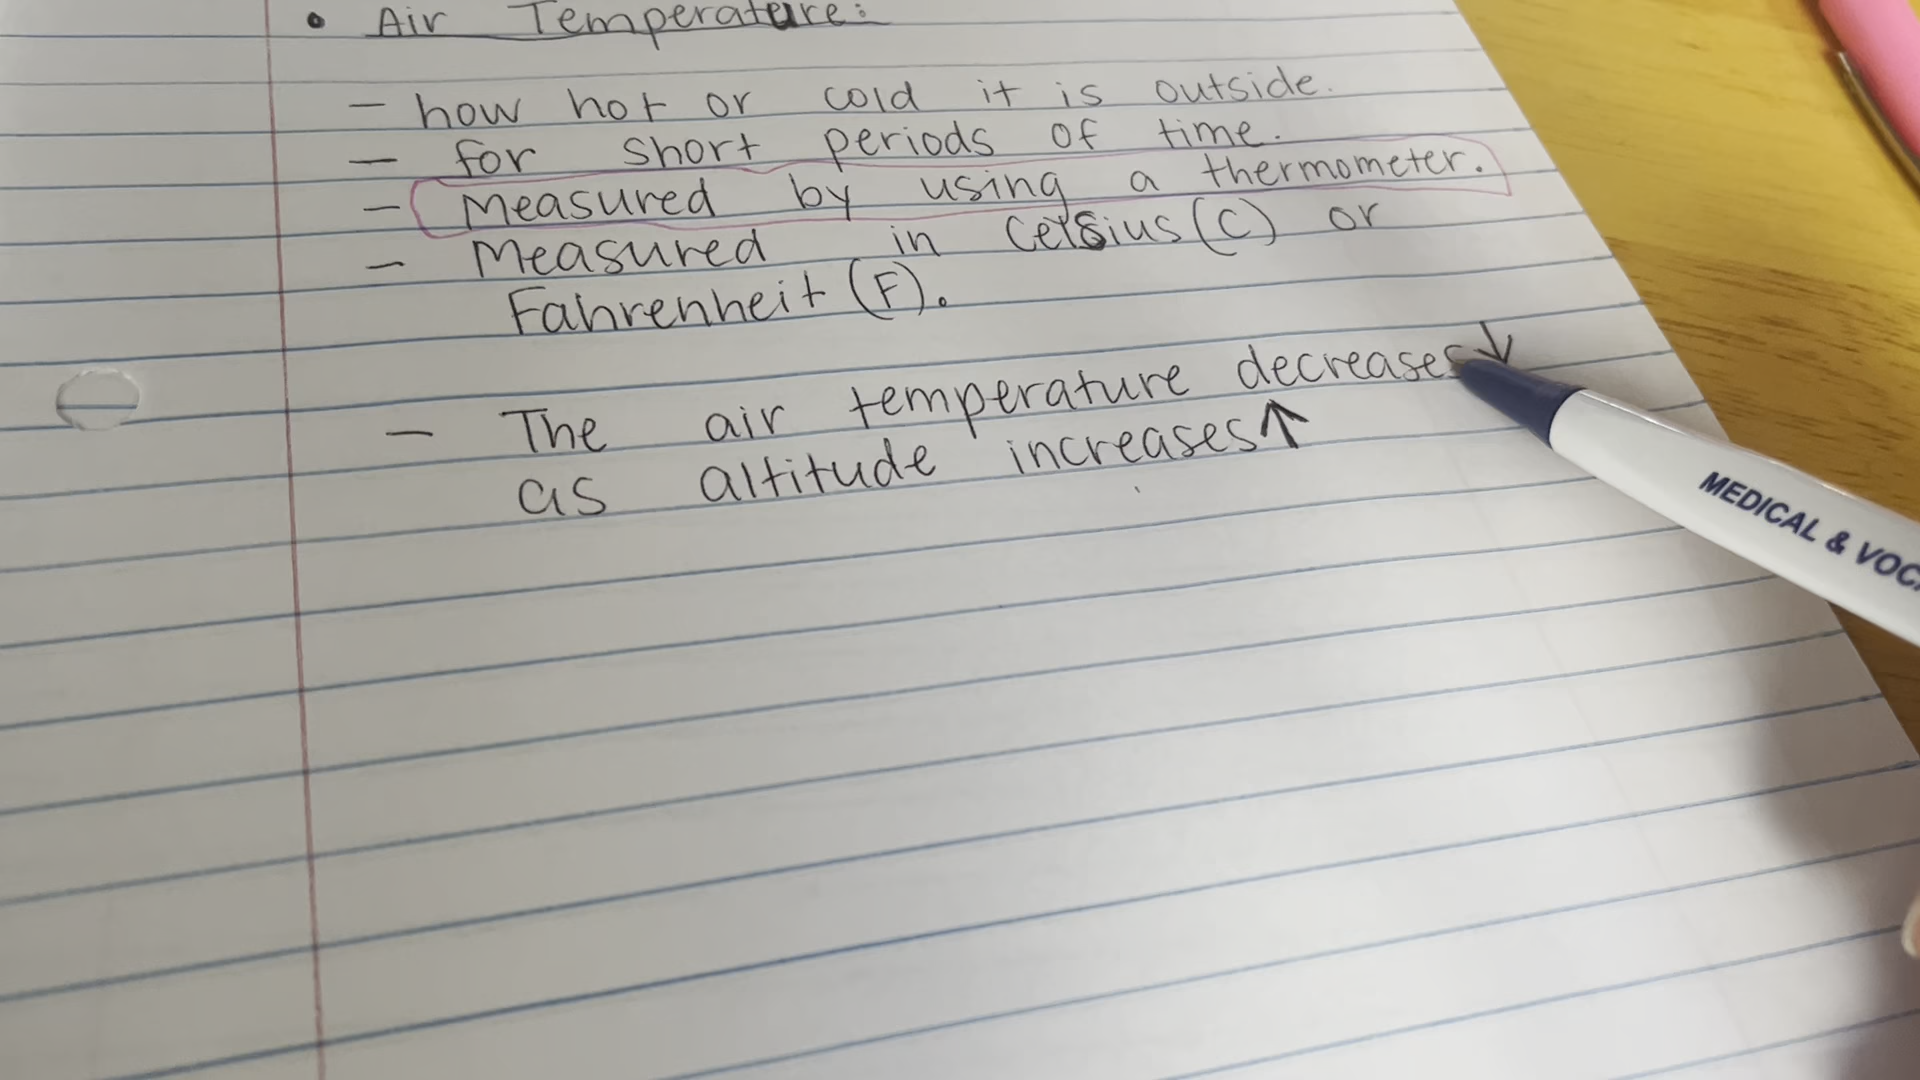 • Air Temperature:
- how hot or cold it is outside.
- for short periods of time.
- Measured by using a thermometer.
- Measured in Celsius (C) or
Fahrenheit (F).
- The air temperature decreases ↓
as altitude increases ↑
MEDICAL &